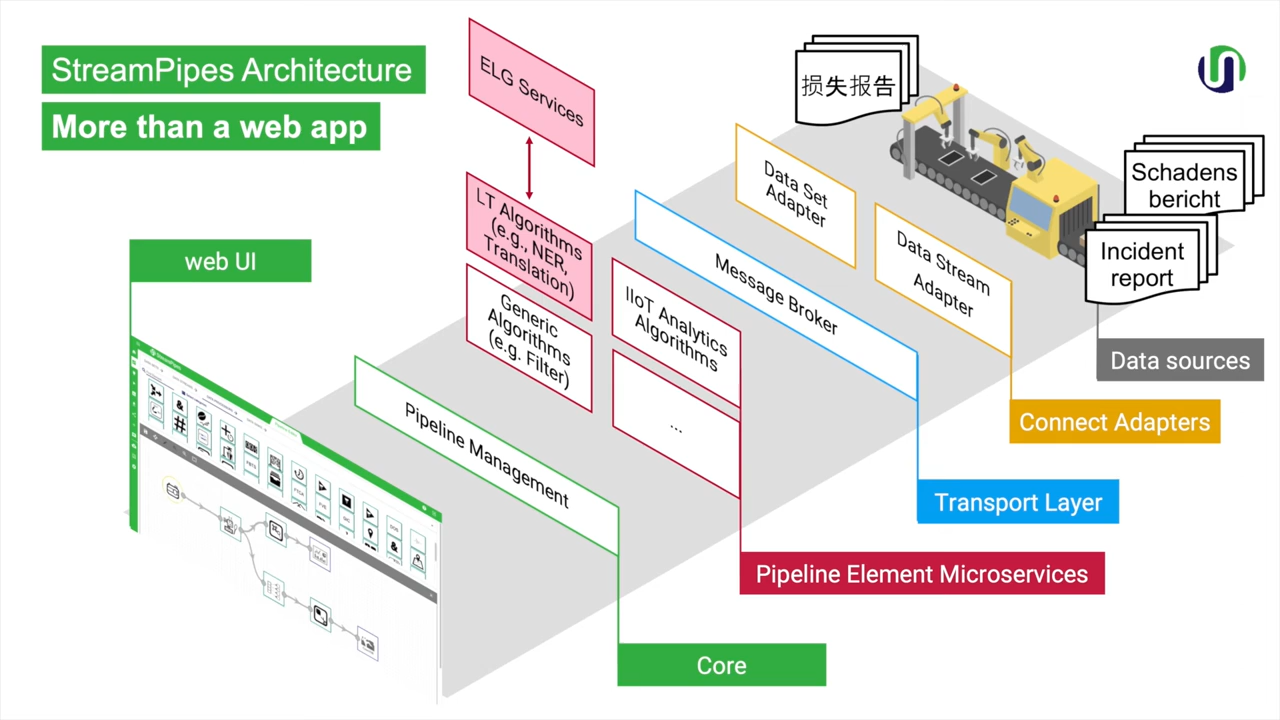 StreamPipes Architecture
More than a web app
ELG Services
LT Algorithms
(e.g., NER,
Translation)
Generic
Algorithms
(e.g. Filter)
IIoT Analytics
Algorithms
...
Message Broker
Data Set
Adapter
Data Stream
Adapter
损失报告
Schadens
bericht
Incident
report
Data sources
Connect Adapters
Transport Layer
Pipeline Element Microservices
Pipeline Management
Core
web UI
StreamPipes